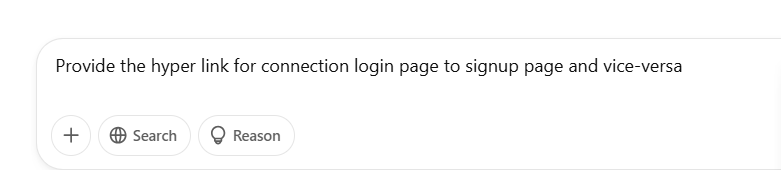 Provide the hyper link for connection login page to signup page and vice-versa
Search Reason